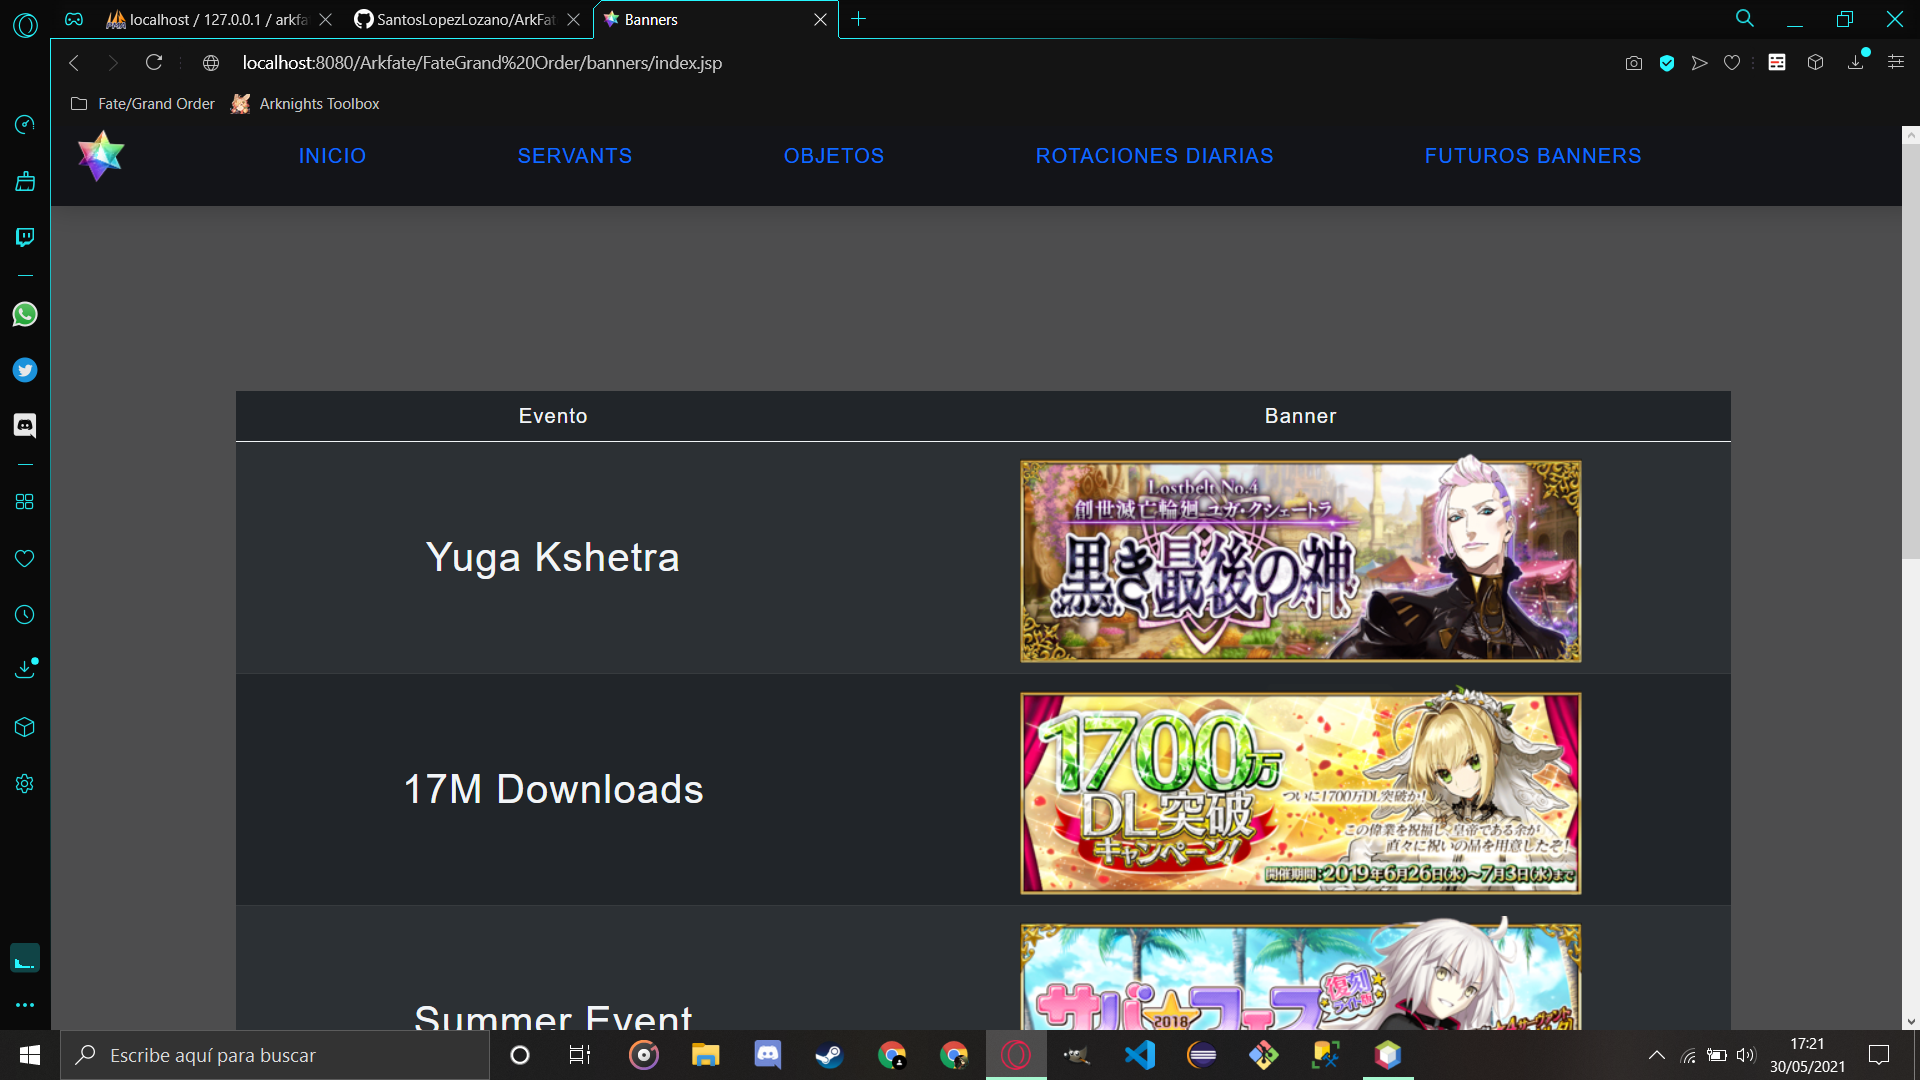 localhost / 127.0.0.1 / arkfa
SantosLopezLozano/ArkFat
Banners
localhost:8080/Arkfate/FateGrand%20Order/banners/index.jsp
Fate/Grand Order
Arknights Toolbox
INICIO
SERVANTS
OBJETOS
ROTACIONES DIARIAS
FUTUROS BANNERS
Evento
Banner
Yuga Kshetra
Lostbelt No.4
創世滅亡輪廻 ユガ・クシェートラ
黒き最後の神
17M Downloads
1700万
DL突破
キャンペーン!
ついに1700万DL突破か!
この偉業を祝福し、皇帝である余が
直々に祝いの品を用意したぞ!
開催期間:2019年6月26日(水)~7月3日(水)まで
Summer Event
サバ★フェス
2018
復刻
ライト版
Escribe aquí para buscar
17:21
30/05/2021